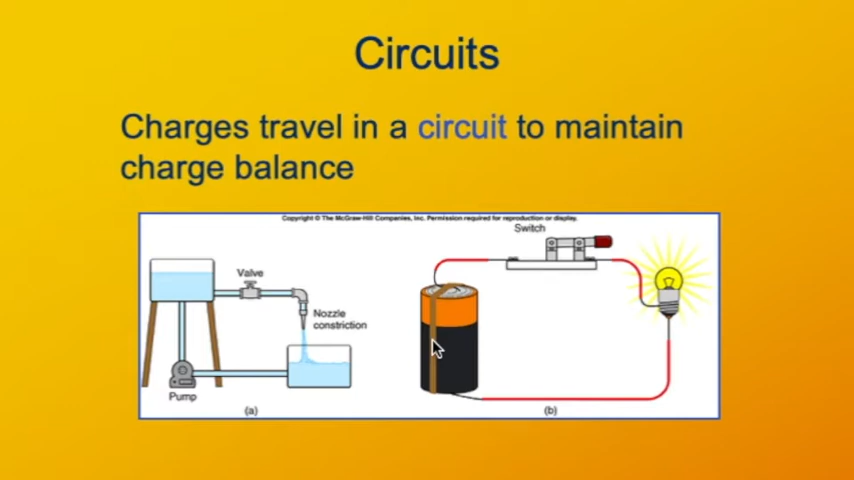 Circuits
Charges travel in a circuit to maintain
charge balance
Copyright © The McGraw-Hill Companies, Inc. Permission required for reproduction or display.
Switch
Valve
Nozzle
constriction
Pump
(a)
(b)